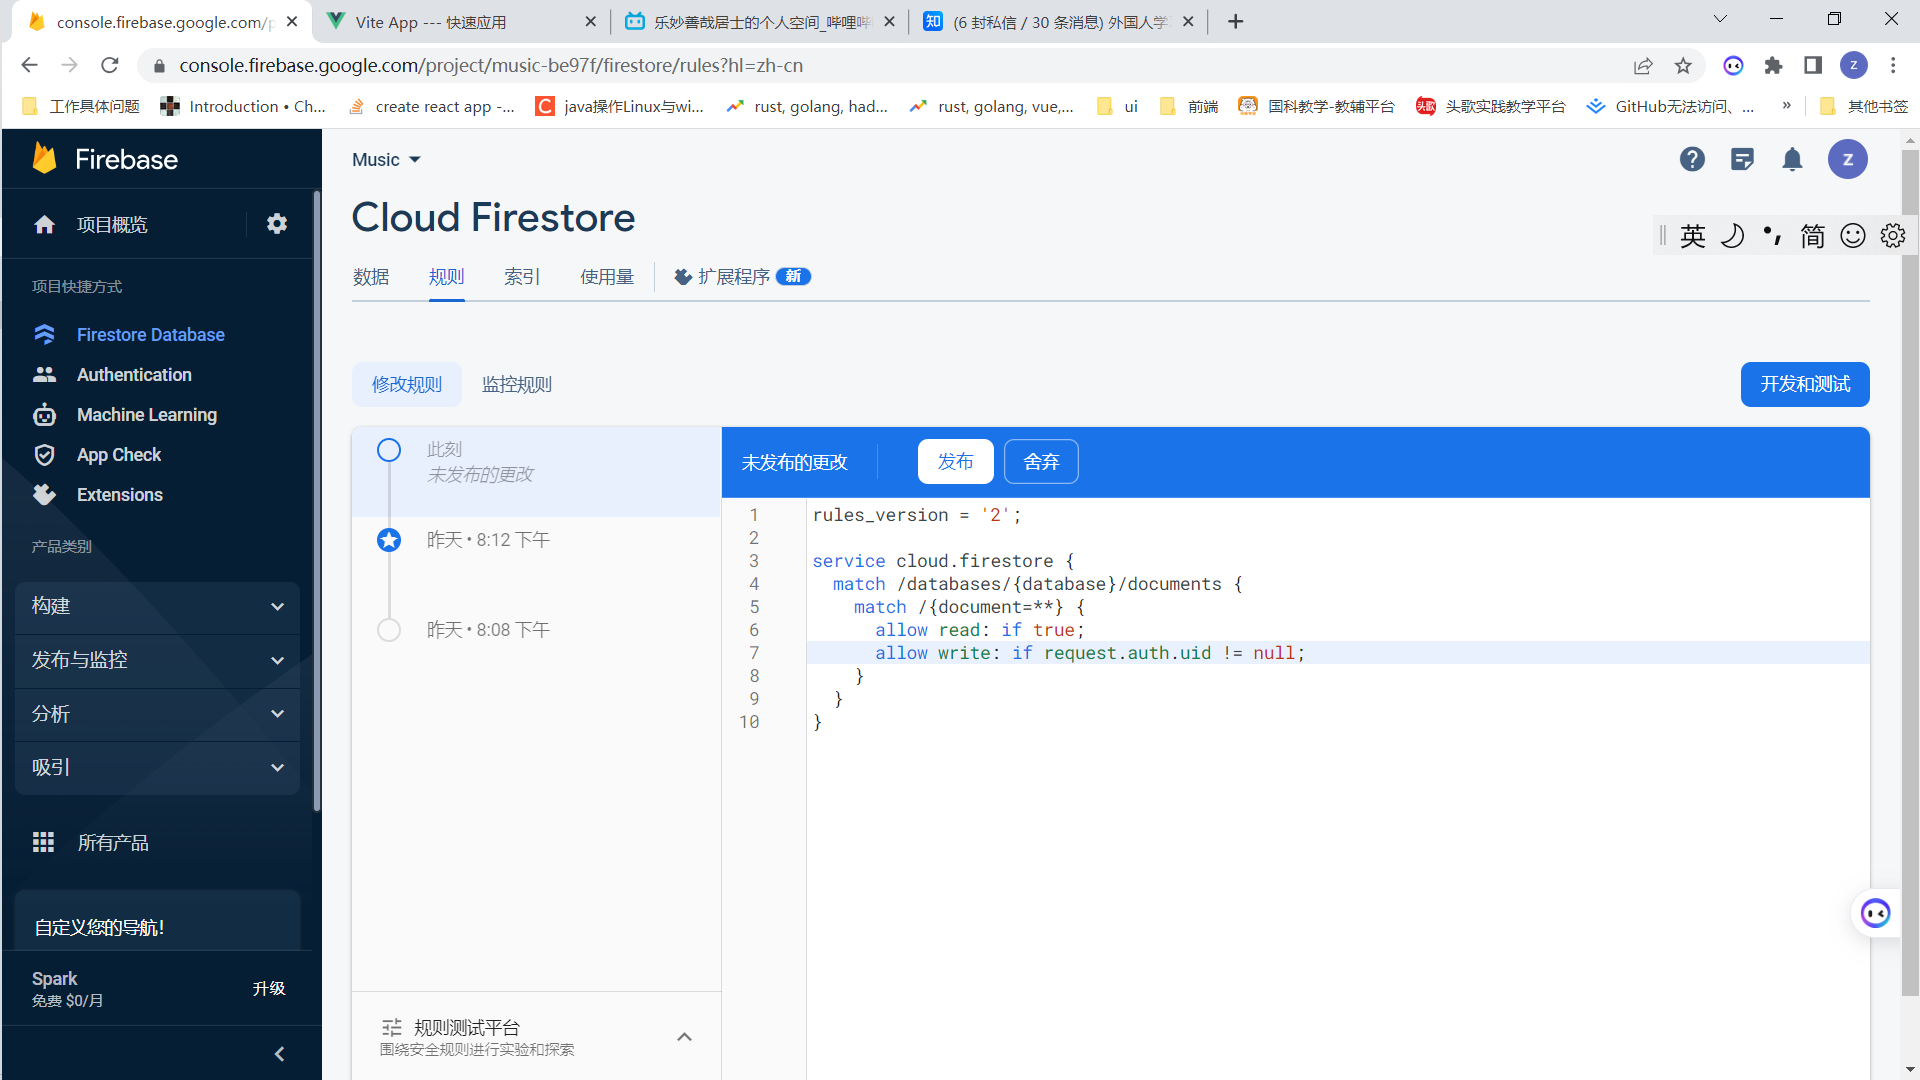 console.firebase.google.com/p
Vite App --- 快速应用
乐妙善哉居士的个人空间_哔哩哔
(6 封私信 / 30 条消息) 外国人学
console.firebase.google.com/project/music-be97f/firestore/rules?hl=zh-cn
z
工作具体问题
Introduction • Ch...
create react app -...
java操作Linux与wi...
rust, golang, had...
rust, golang, vue,...
ui
前端
国科教学-教辅平台
头歌
头歌实践教学平台
GitHub无法访问、...
»
其他书签
Firebase
Music
z
项目概览
Cloud Firestore
英 简
数据
规则
索引
使用量
扩展程序
新
项目快捷方式
Firestore Database
Authentication
Machine Learning
App Check
Extensions
产品类别
构建
发布与监控
分析
吸引
所有产品
自定义您的导航!
Spark
免费 $0/月
升级
修改规则
监控规则
开发和测试
此刻
未发布的更改
昨天 • 8:12 下午
昨天 • 8:08 下午
规则测试平台
围绕安全规则进行实验和探索
未发布的更改
发布
舍弃
1 rules_version = '2';
2
3 service cloud.firestore {
4 match /databases/{database}/documents {
5 match /{document=**} {
6 allow read: if true;
7 allow write: if request.auth.uid != null;
8 }
9 }
10 }